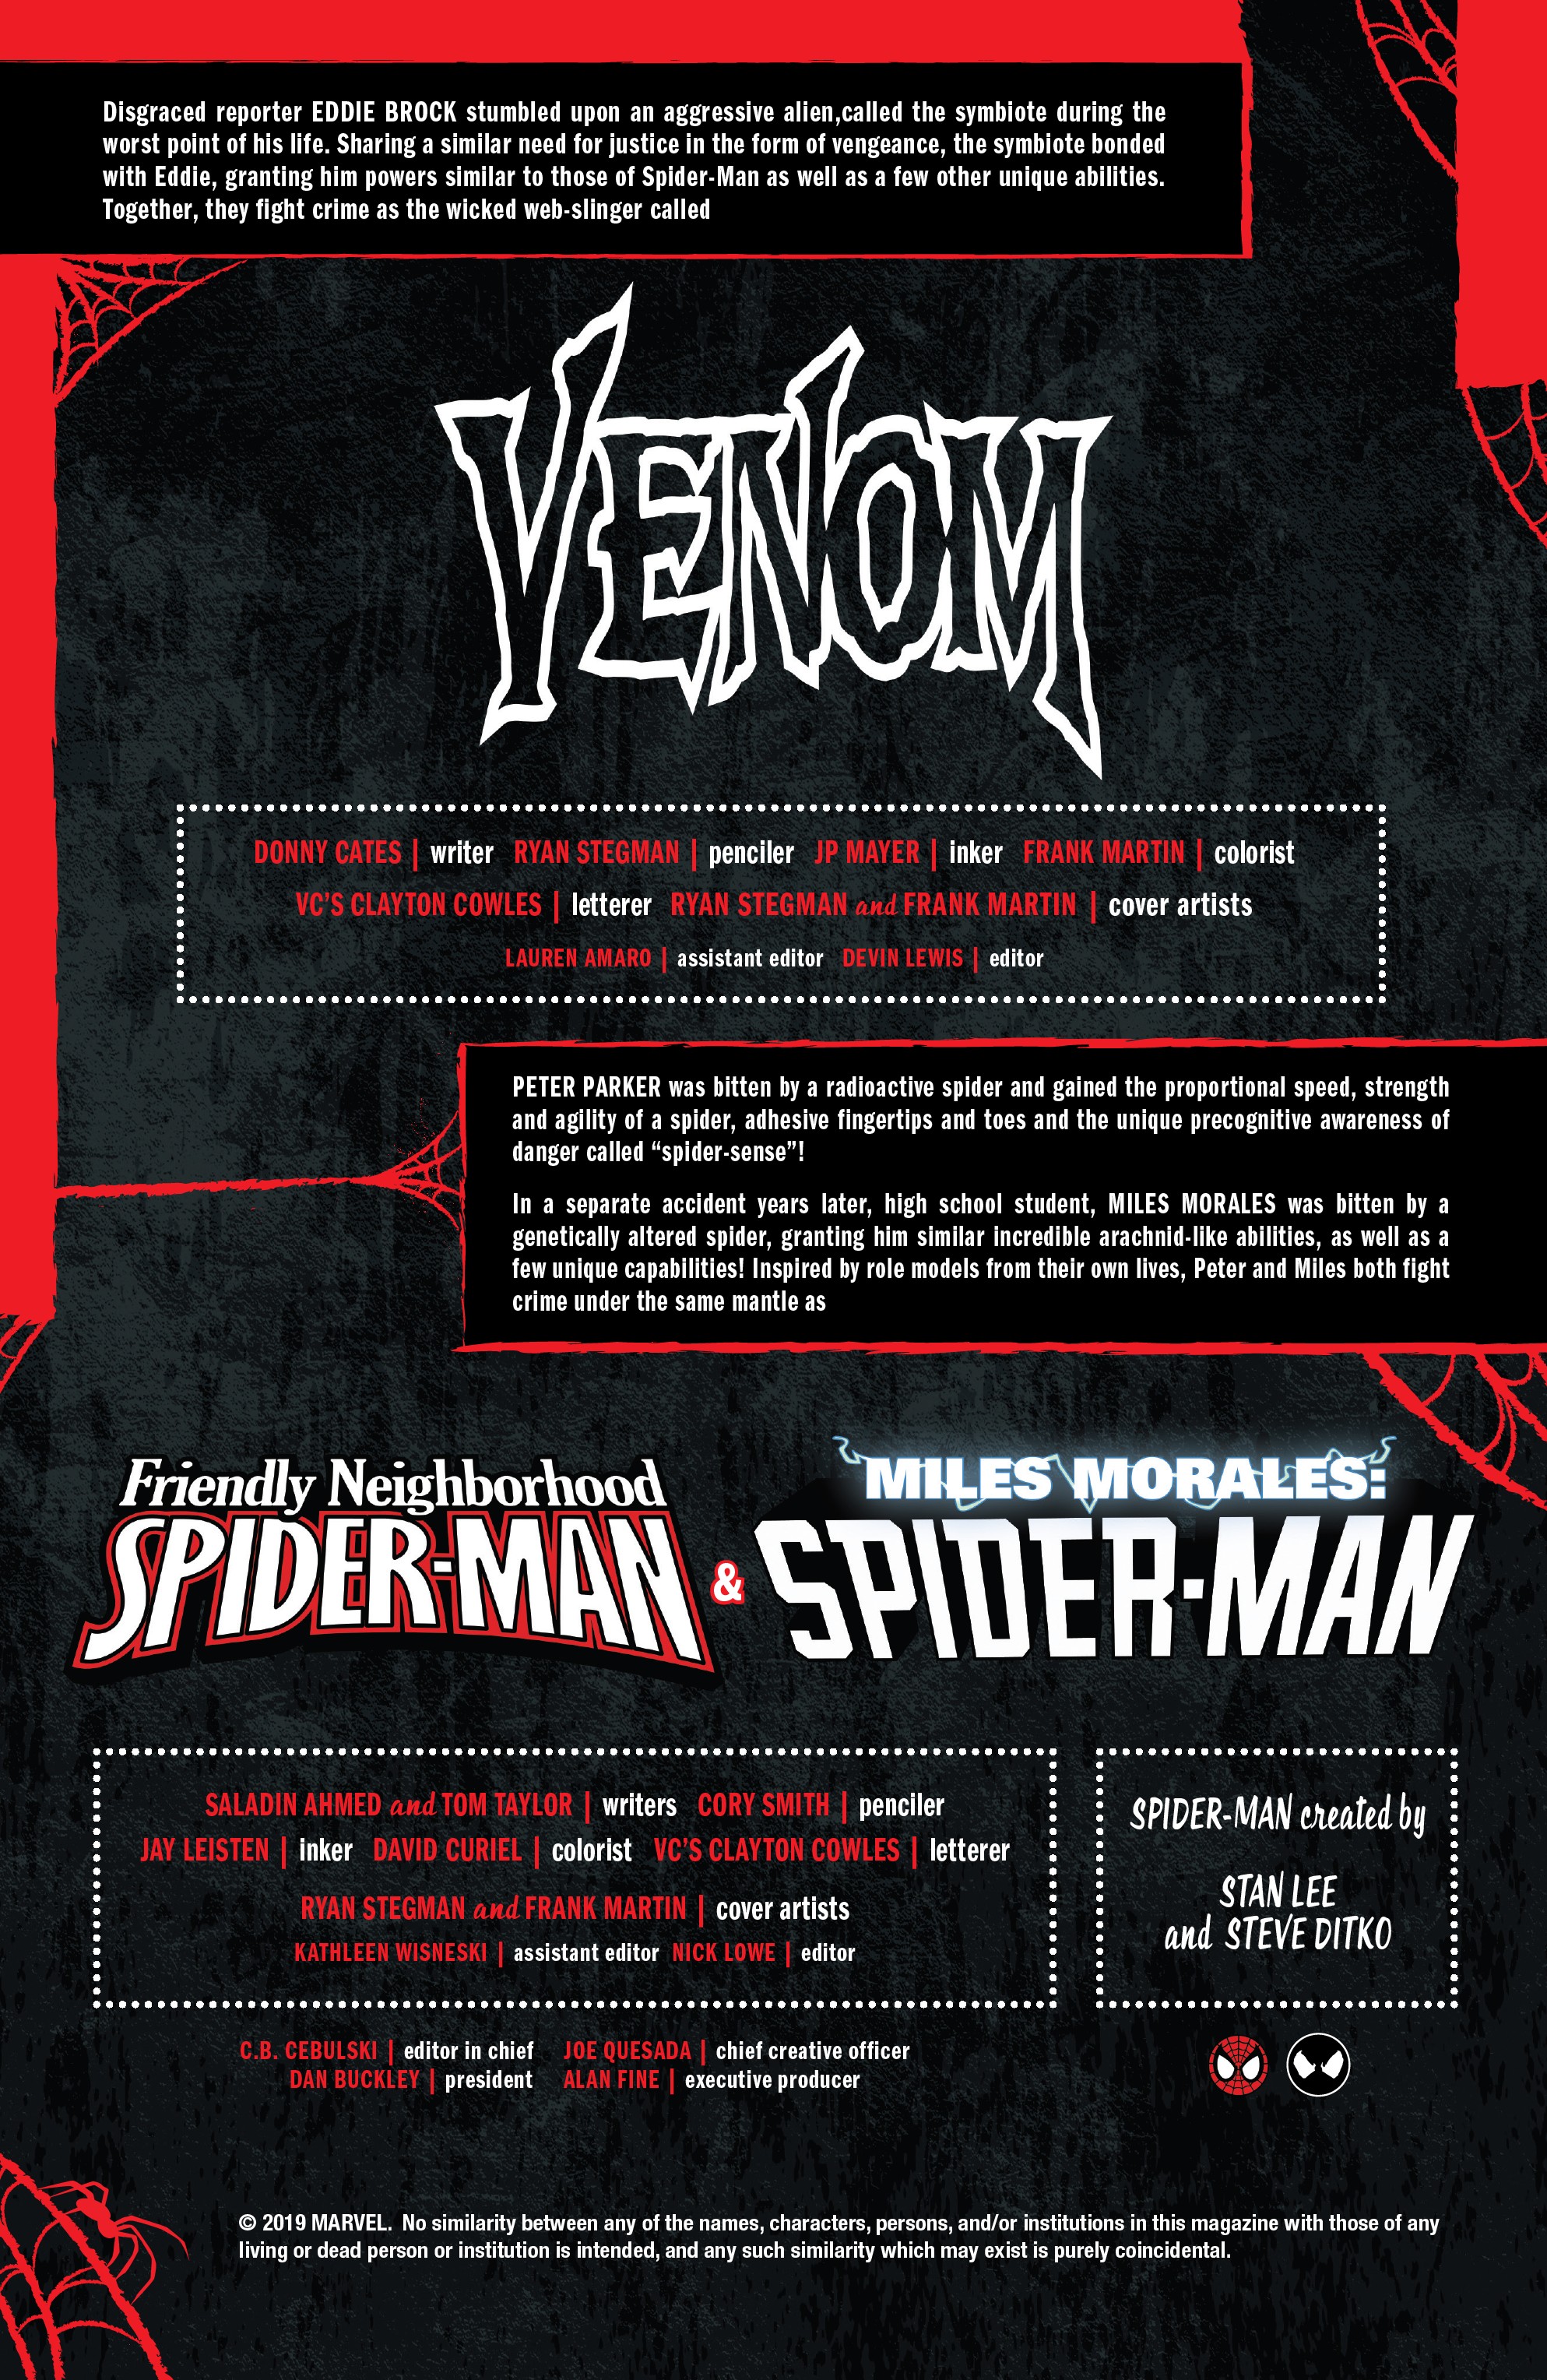 Disgraced reporter EDDIE BROCK stumbled upon an aggressive alien,called the symbiote during the
worst point of his life. Sharing a similar need for justice in the form of vengeance, the symbiote bonded
with Eddie, granting him powers similar to those of Spider-Man as well as a few other unique abilities.
Together, they fight crime as the wicked web-slinger called
VENOM
DONNY CATES | writer RYAN STEGMAN | penciler JP MAYER | inker FRANK MARTIN | colorist
VC'S CLAYTON COWLES | letterer RYAN STEGMAN and FRANK MARTIN | cover artists
LAUREN AMARO | assistant editor DEVIN LEWIS | editor
PETER PARKER was bitten by a radioactive spider and gained the proportional speed, strength
and agility of a spider, adhesive fingertips and toes and the unique precognitive awareness of
danger called “spider-sense”!
In a separate accident years later, high school student, MILES MORALES was bitten by a
genetically altered spider, granting him similar incredible arachnid-like abilities, as well as a
few unique capabilities! Inspired by role models from their own lives, Peter and Miles both fight
crime under the same mantle as
Friendly Neighborhood
SPIDER-MAN
&
MILES MORALES:
SPIDER-MAN
SALADIN AHMED and TOM TAYLOR | writers CORY SMITH | penciler
JAY LEISTEN | inker DAVID CURIEL | colorist VC'S CLAYTON COWLES | letterer
RYAN STEGMAN and FRANK MARTIN | cover artists
KATHLEEN WISNESKI | assistant editor NICK LOWE | editor
SPIDER-MAN created by
STAN LEE
and STEVE DITKO
C.B. CEBULSKI | editor in chief JOE QUESADA | chief creative officer
DAN BUCKLEY | president ALAN FINE | executive producer
© 2019 MARVEL. No similarity between any of the names, characters, persons, and/or institutions in this magazine with those of any
living or dead person or institution is intended, and any such similarity which may exist is purely coincidental.